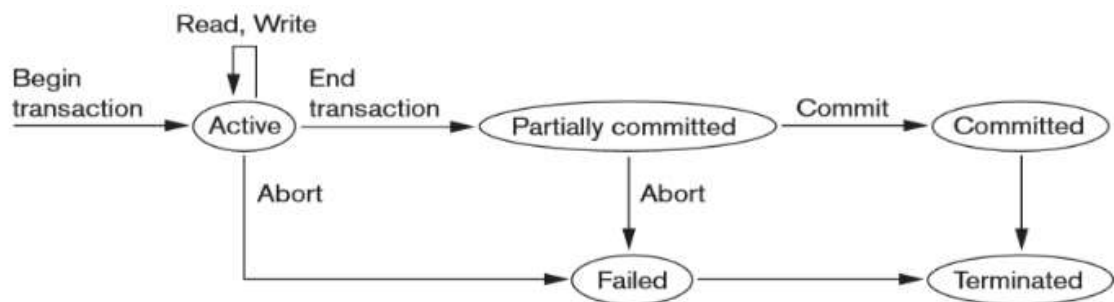 Read, Write
Begin
transaction
End
transaction
Active
Partially committed
Commit
Committed
Abort
Abort
Failed
Terminated